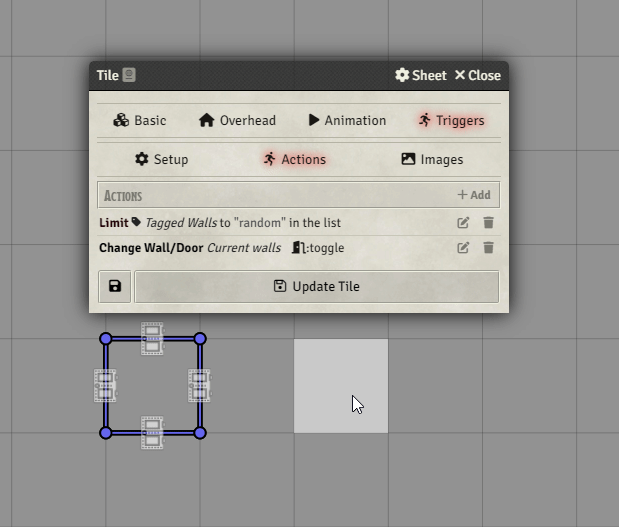 Tile Sheet Close
Basic Overhead Animation Triggers
Setup Actions Images
ACTIONS + Add
Limit Tagged Walls to "random" in the list
Change Wall/Door Current walls :toggle
Update Tile